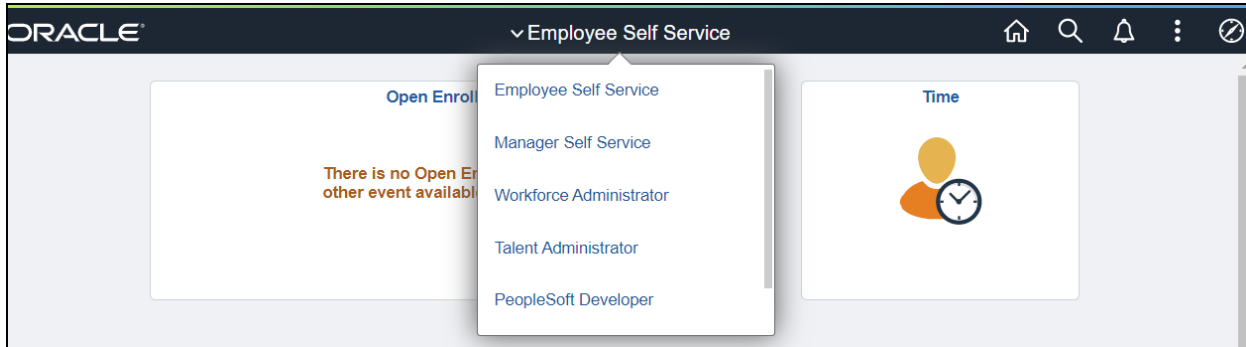 ORACLE
Employee Self Service
Open Enroll
There is no Open En
other event availabl
Employee Self Service
Manager Self Service
Workforce Administrator
Talent Administrator
PeopleSoft Developer
Time